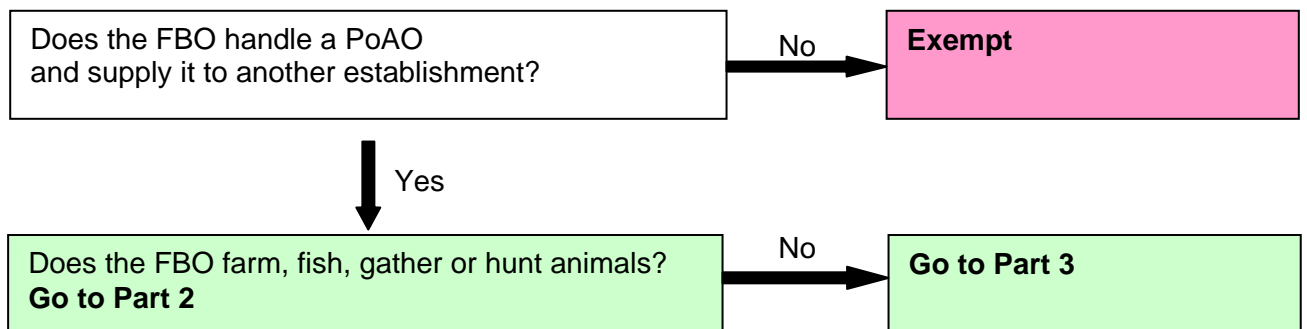 Does the FBO handle a PoAO
and supply it to another establishment?
No
Exempt
Yes
Does the FBO farm, fish, gather or hunt animals?
Go to Part 2
No
Go to Part 3